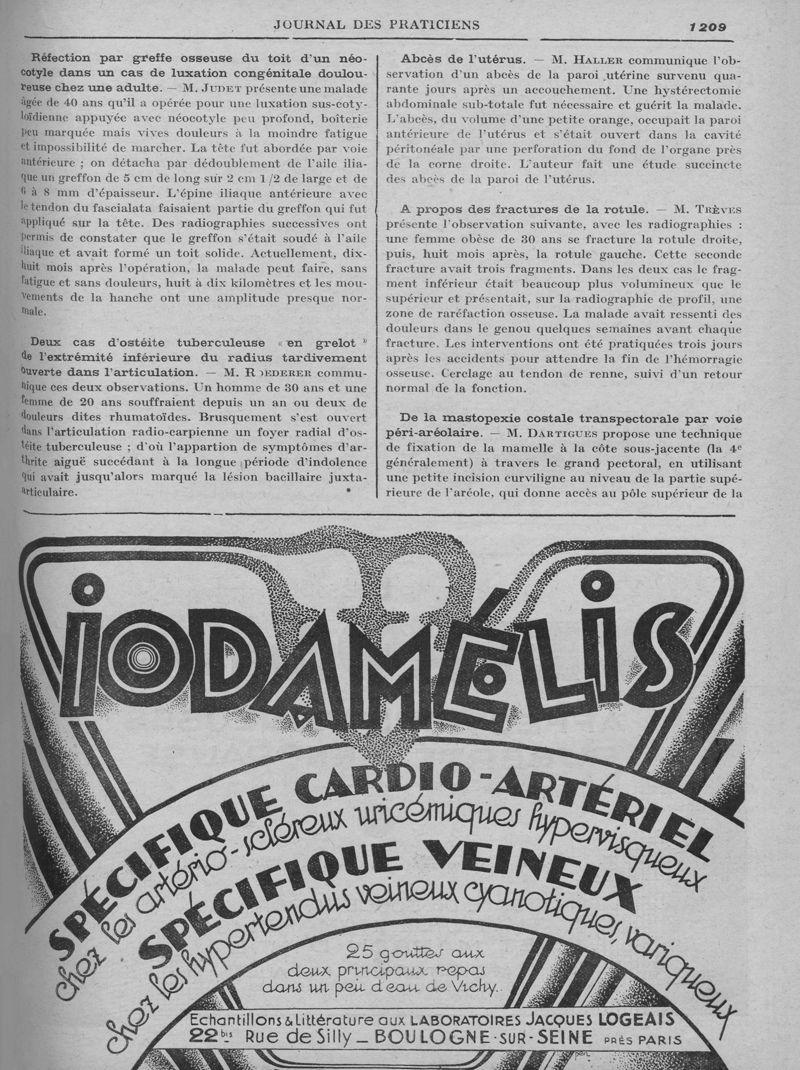 JOURNAL DES PRATICIENS
1209
Réfection par greffe osseuse du toit d'un néo-
cotyle dans un cas de luxation congénitale doulou-
reuse chez une adulte. — M. JUDET présente une malade
âgée de 40 ans qu'il a opérée pour une luxation sus-coty-
loïdienne appuyée avec néocotyle peu profond, boîterie
peu marquée mais vives douleurs à la moindre fatigue
et impossibilité de marcher. La tête fut abordée par voie
antérieure ; on détacha par dédoublement de l'aile ilia-
que un greffon de 5 cm de long sur 2 cm 1/2 de large et de
6 à 8 mm d'épaisseur. L'épine iliaque antérieure avec
le tendon du fascialata faisaient partie du greffon qui fut
appliqué sur la tête. Des radiographies successives ont
permis de constater que le greffon s'était soudé à l'aile
iliaque et avait formé un toit solide. Actuellement, dix-
huit mois après l'opération, la malade peut faire, sans
fatigue et sans douleurs, huit à dix kilomètres et les mou-
vements de la hanche ont une amplitude presque nor-
male.
Deux cas d'ostéite tuberculeuse « en grelot »
de l'extrémité inférieure du radius tardivement
ouverte dans l'articulation. — M. R DEDERER commu-
nique ces deux observations. Un homme de 30 ans et une
femme de 20 ans souffraient depuis un an ou deux de
douleurs dites rhumatoïdes. Brusquement s'est ouvert
dans l'articulation radio-carpienne un foyer radial d'os-
téite tuberculeuse ; d'où l'appartion de symptômes d'ar-
thrite aiguë succédant à la longue période d'indolence
qui avait jusqu'alors marqué la lésion bacillaire juxta-
articulaire.
Abcès de l'utérus. — M. HALLER communique l'ob-
servation d'un abcès de la paroi utérine survenu qua-
rante jours après un accouchement. Une hystérectomie
abdominale sub-totale fut nécessaire et guérit la malade.
L'abcès, du volume d'une petite orange, occupait la paroi
antérieure de l'utérus et s'était ouvert dans la cavité
péritonéale par une perforation du fond de l'organe près
de la corne droite. L'auteur fait une étude succincte
des abcès de la paroi de l'utérus.
A propos des fractures de la rotule. — M. TRÈVES
présente l'observation suivante, avec les radiographies :
une femme obèse de 30 ans se fracture la rotule droite,
puis, huit mois après, la rotule gauche. Cette seconde
fracture avait trois fragments. Dans les deux cas le frag-
ment inférieur était beaucoup plus volumineux que le
supérieur et présentait, sur la radiographie de profil, une
zone de raréfaction osseuse. La malade avait ressenti des
douleurs dans le genou quelques semaines avant chaque
fracture. Les interventions ont été pratiquées trois jours
après les accidents pour attendre la fin de l'hémorragie
osseuse. Cerclage au tendon de renne, suivi d'un retour
normal de la fonction.
De la mastopexie costale transpectorale par voie
péri-aréolaire. — M. DARTIGUES propose une technique
de fixation de la mamelle à la côte sous-jacente (la 4e
généralement) à travers le grand pectoral, en utilisant
une petite incision curviligne au niveau de la partie supé-
rieure de l'aréole, qui donne accès au pôle supérieur de la
IODAMÉLIS
SPÉCIFIQUE CARDIO-ARTÉRIEL
chez les artério-scléreux uricémiques hypervisqueux
SPÉCIFIQUE VEINEUX
chez les hypertendus veineux cyanotiques, variqueux
25 gouttes aux
deux principaux repas
dans un peu d'eau de Vichy.
Echantillons & Littérature aux LABORATOIRES JACQUES LOGEAIS
22bis Rue de Silly — BOULOGNE-SUR-SEINE PRÈS PARIS